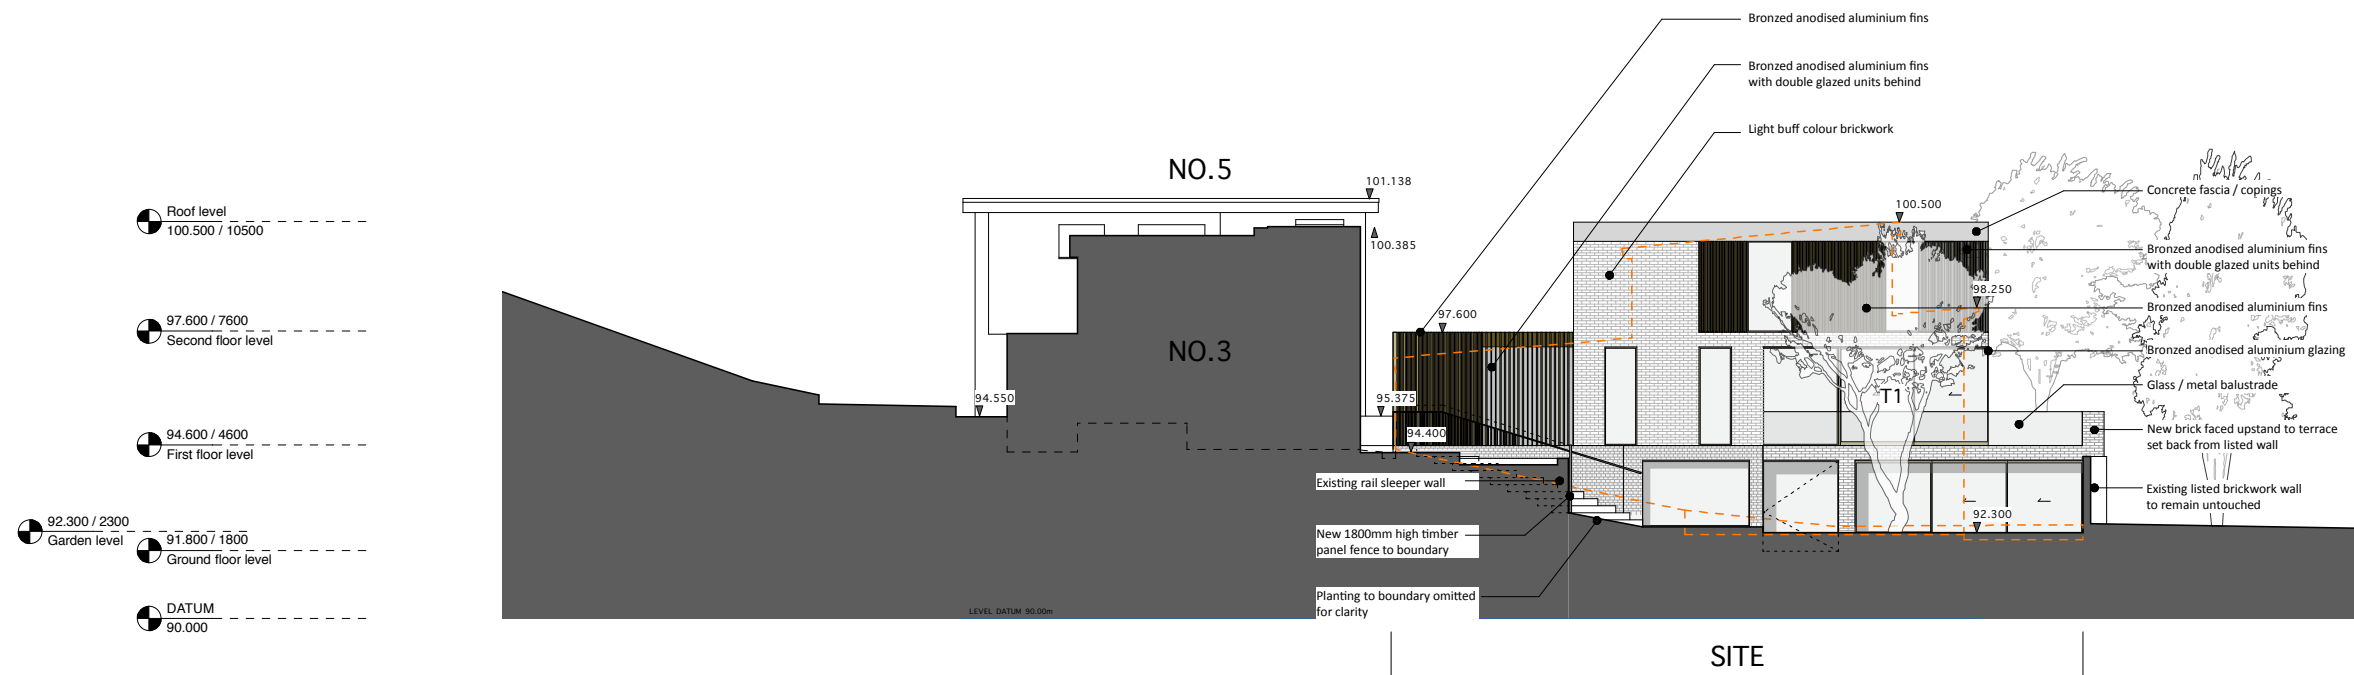 Bronzed anodised aluminium fins
Bronzed anodised aluminium fins
with double glazed units behind
Light buff colour brickwork
NO.5
101.138
Concrete fascia / copings
Roof level
100.500 / 10500
100.500
100.385
Bronzed anodised aluminium fins
with double glazed units behind
98.250
Bronzed anodised aluminium fins
97.600 / 7600
Second floor level
97.600
NO.3
Bronzed anodised aluminium glazing
Glass / metal balustrade
T1
94.550
95.375
94.600 / 4600
First floor level
94.400
New brick faced upstand to terrace
set back from listed wall
Existing rail sleeper wall
Existing listed brickwork wall
to remain untouched
92.300 / 2300
Garden level
92.300
91.800 / 1800
Ground floor level
New 1800mm high timber
panel fence to boundary
Planting to boundary omitted
for clarity
DATUM
90.000
LEVEL DATUM 90.00m
SITE